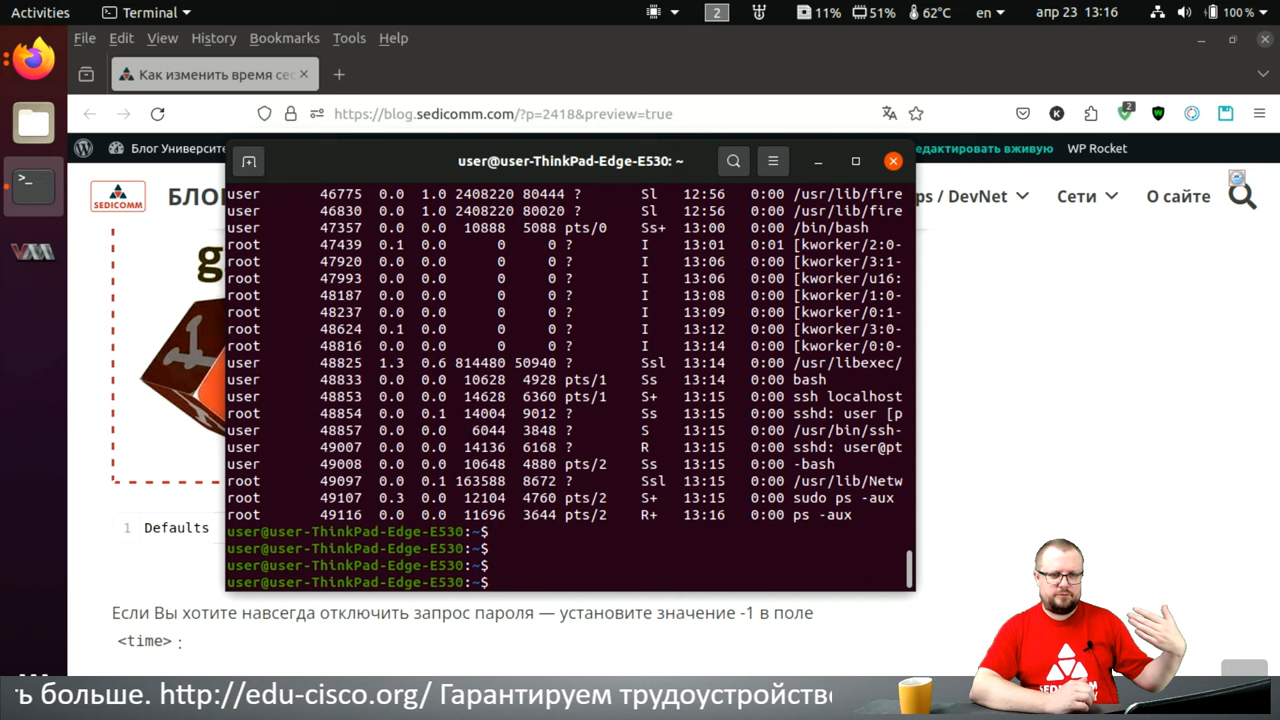 Activities Terminal 2 11% 51% 62°C en апр 23 13:16 100 %
File Edit View History Bookmarks Tools Help
Как изменить время сес
https://blog.sedicomm.com/?p=2418&preview=true
2
Блог Университе
едактировать вживую WP Rocket
user@user-ThinkPad-Edge-E530: ~
SEDICOMM
БЛО
ps / DevNet Сети О сайте
g
user 46775 0.0 1.0 2408220 80444 ? Sl 12:56 0:00 /usr/lib/fire
user 46830 0.0 1.0 2408220 80020 ? Sl 12:56 0:00 /usr/lib/fire
user 47357 0.0 0.0 10888 5088 pts/0 Ss+ 13:00 0:00 /bin/bash
root 47439 0.1 0.0 0 0 ? I 13:01 0:01 [kworker/2:0-
root 47920 0.0 0.0 0 0 ? I 13:06 0:00 [kworker/3:1-
root 47993 0.0 0.0 0 0 ? I 13:06 0:00 [kworker/u16:
root 48187 0.0 0.0 0 0 ? I 13:08 0:00 [kworker/1:0-
root 48237 0.0 0.0 0 0 ? I 13:09 0:00 [kworker/0:1-
root 48624 0.1 0.0 0 0 ? I 13:12 0:00 [kworker/3:0-
root 48816 0.0 0.0 0 0 ? I 13:14 0:00 [kworker/0:0-
user 48825 1.3 0.6 814480 50940 ? Ssl 13:14 0:00 /usr/libexec/
user 48833 0.0 0.0 10628 4928 pts/1 Ss 13:14 0:00 bash
user 48853 0.0 0.0 14628 6360 pts/1 S+ 13:15 0:00 ssh localhost
root 48854 0.0 0.1 14004 9012 ? Ss 13:15 0:00 sshd: user [p
user 48857 0.0 0.0 6044 3848 ? S 13:15 0:00 /usr/bin/ssh-
user 49007 0.0 0.0 14136 6168 ? R 13:15 0:00 sshd: user@pt
user 49008 0.0 0.0 10648 4880 pts/2 Ss 13:15 0:00 -bash
root 49097 0.0 0.1 163588 8672 ? Ssl 13:15 0:00 /usr/lib/Netw
root 49107 0.3 0.0 12104 4760 pts/2 S+ 13:15 0:00 sudo ps -aux
root 49116 0.0 0.0 11696 3644 pts/2 R+ 13:16 0:00 ps -aux
user@user-ThinkPad-Edge-E530:~$
user@user-ThinkPad-Edge-E530:~$
user@user-ThinkPad-Edge-E530:~$
user@user-ThinkPad-Edge-E530:~$
1 Defaults
Если Вы хотите навсегда отключить запрос пароля — установите значение -1 в поле
<time> :
SEDICOMM
ть больше. http://edu-cisco.org/ Гарантируем трудоустройство